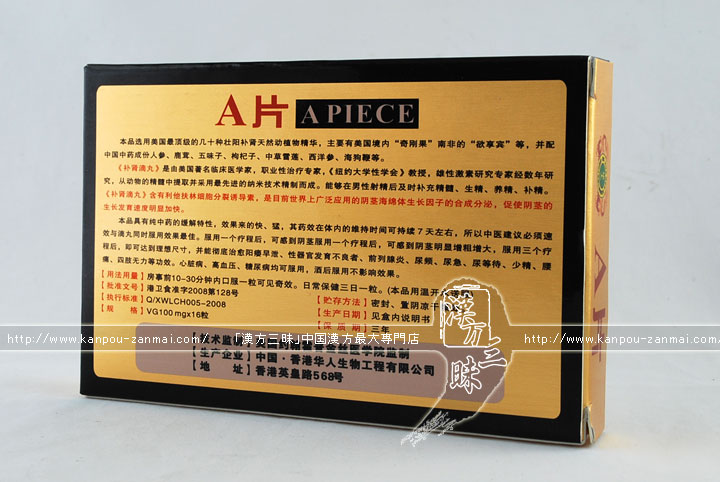 A片 A PIECE
本品选用美国最顶级的几十种壮阳补肾天然动植物精华，主要有美国境内“奇刚果”南非的“欲享宾”等，并配
中国中药成份人参、鹿茸、五味子、枸杞子、中草雪莲、西洋参、海狗鞭等。
《补肾滴丸》是由美国著名临床医学家，职业性治疗专家，《纽约大学性学会》教授，雄性激素研究专家经数年研
究，从动物的精髓中提取并采用最先进的纳米技术精制而成。能够在男性射精后及时补充精髓、生精、养精、补精。
《补肾滴丸》含有利他扶林细胞分裂诱导素，是目前世界上广泛应用的阴茎海绵体生长因子的合成分泌，促使阴茎的
生长发育速度明显加快。
本品具有纯中药的缓解特性，效果来的快、猛，其药效在体内的维持时间可持续7天左右，所以中医建议必须速
效与滴丸同时服用效果最佳。服用一个疗程后，可感到阴茎服用一个疗程后，可感到阴茎明显增粗增大，服用三个疗
程后，即可达到理想尺寸，并能彻底治愈阳痿早泄、性器官发育不良者、前列腺炎、尿频、尿急、尿等待、少精、腰
痛、四肢无力等功效。心脏病、高血压、糖尿病均可服用，酒后服用不影响效果。
【用法用量】房事前10-30分钟内口服一粒可见奇效。日常保健三日一粒。(本品用温开
【批准文号】港卫食准字2008第128号
【执行标准】Q/XWLCH005-2008
【规 格】VG100 mgx16粒
【贮存方法】密封、置阴凉干
【生产日期】见盒内说明书
【保 质 期】三年
术监 医学院监制
生产企业 中国·香港华人生物工程有限公司
地 址 香港英皇路568号
A片
http://www.kanpou-zanmai.com/ 「漢方三昧」中国漢方最大専門店 http://www.kanpou-zanmai.com/
漢方三昧